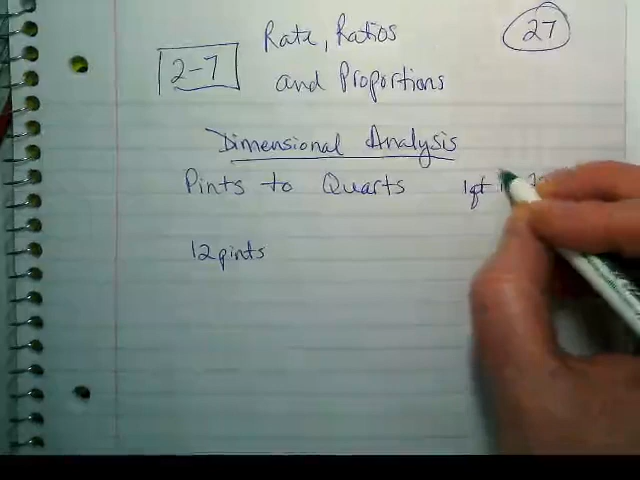 Rate, Ratios
27
2-7
and Proportions
Dimensional Analysis
Pints to Quarts 1qt
12pints